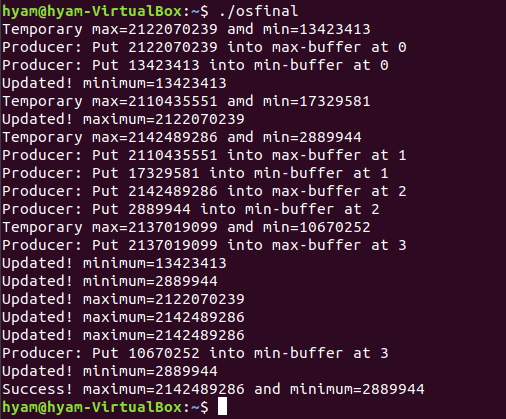 hyam@hyam-VirtualBox:~$ ./osfinal
Temporary max=2122070239 amd min=13423413
Producer: Put 2122070239 into max-buffer at 0
Producer: Put 13423413 into min-buffer at 0
Updated! minimum=13423413
Temporary max=2110435551 amd min=17329581
Updated! maximum=2122070239
Temporary max=2142489286 amd min=2889944
Producer: Put 2110435551 into max-buffer at 1
Producer: Put 17329581 into min-buffer at 1
Producer: Put 2142489286 into max-buffer at 2
Producer: Put 2889944 into min-buffer at 2
Temporary max=2137019099 amd min=10670252
Producer: Put 2137019099 into max-buffer at 3
Updated! minimum=13423413
Updated! minimum=2889944
Updated! maximum=2122070239
Updated! maximum=2142489286
Updated! maximum=2142489286
Producer: Put 10670252 into min-buffer at 3
Updated! minimum=2889944
Success! maximum=2142489286 and minimum=2889944
hyam@hyam-VirtualBox:~$